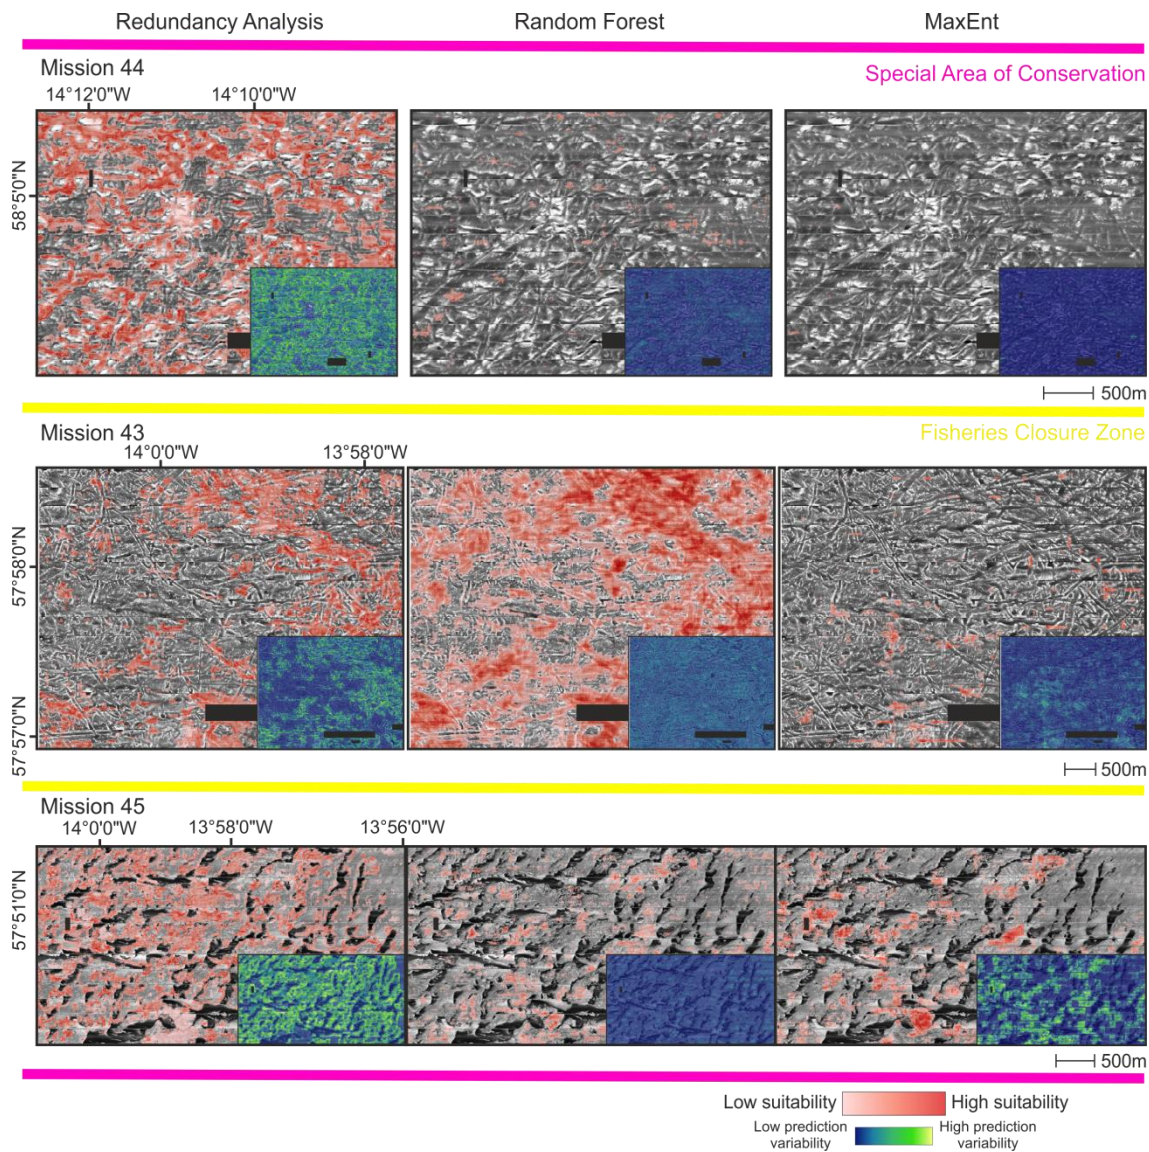 Redundancy Analysis Random Forest MaxEnt
Mission 44
Special Area of Conservation
14°12'0"W 14°10'0"W
58°5'0"N
500m
Mission 43
Fisheries Closure Zone
14°0'0"W 13°58'0"W
57°58'0"N
57°57'0"N
500m
Mission 45
14°0'0"W 13°58'0"W 13°56'0"W
57°51'0"N
500m
Low suitability High suitability
Low prediction variability High prediction variability